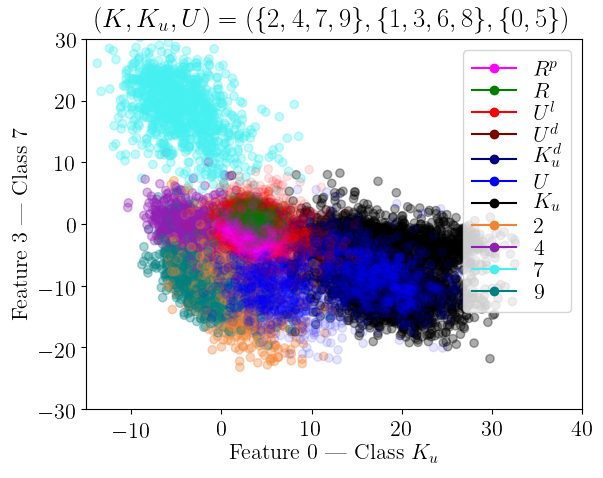 (K, K_u, U) = ({2, 4, 7, 9}, {1, 3, 6, 8}, {0, 5})
30
20
10
0
−10
−20
−30
Feature 3 — Class 7
R^p
R
U^l
U^d
K_u^d
U
K_u
2
4
7
9
−10
0
10
20
30
40
Feature 0 — Class K_u